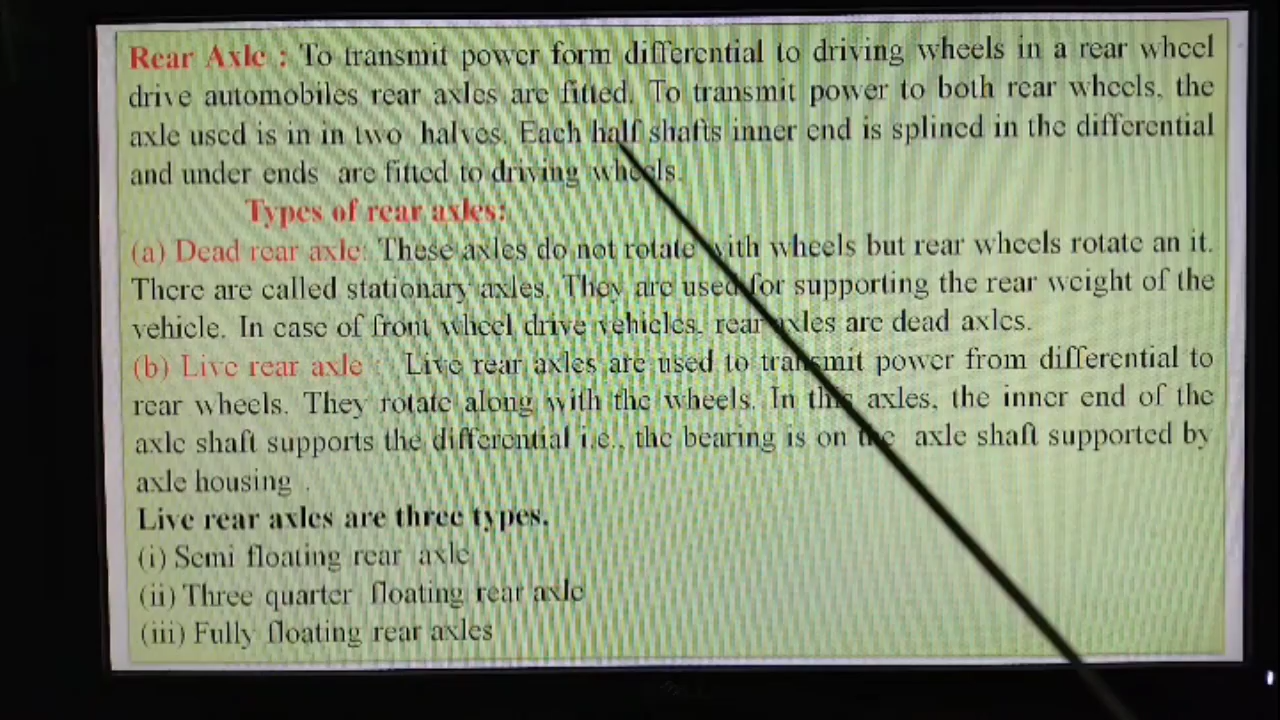 Rear Axle : To transmit power form differential to driving wheels in a rear wheel
drive automobiles rear axles are fitted. To transmit power to both rear wheels, the
axle used is in in two halves. Each half shafts inner end is splined in the differential
and under ends are fitted to driving wheels.
Types of rear axles:
(a) Dead rear axle: These axles do not rotate with wheels but rear wheels rotate an it.
There are called stationary axles. They are used for supporting the rear weight of the
vehicle. In case of front wheel drive vehicles, rear axles are dead axles.
(b) Live rear axle : Live rear axles are used to transmit power from differential to
rear wheels. They rotate along with the wheels. In this axles, the inner end of the
axle shaft supports the differential i.e., the bearing is on the axle shaft supported by
axle housing .
Live rear axles are three types.
(i) Semi floating rear axle
(ii) Three quarter floating rear axle
(iii) Fully floating rear axles